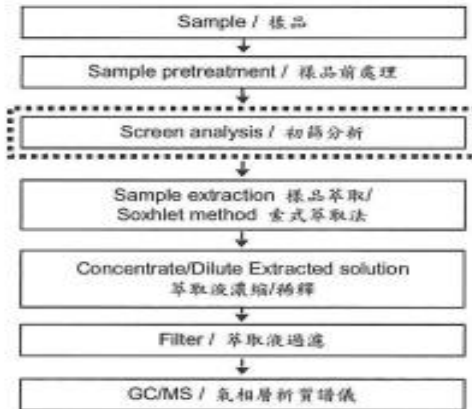 Sample / 樣品
Sample pretreatment / 樣品前處理
Screen analysis / 初篩分析
Sample extraction 樣品萃取/
Soxhlet method 索式萃取法
Concentrate/Dilute Extracted solution
萃取液濃縮/稀釋
Filter / 萃取液過濾
GC/MS / 氣相層析質譜儀